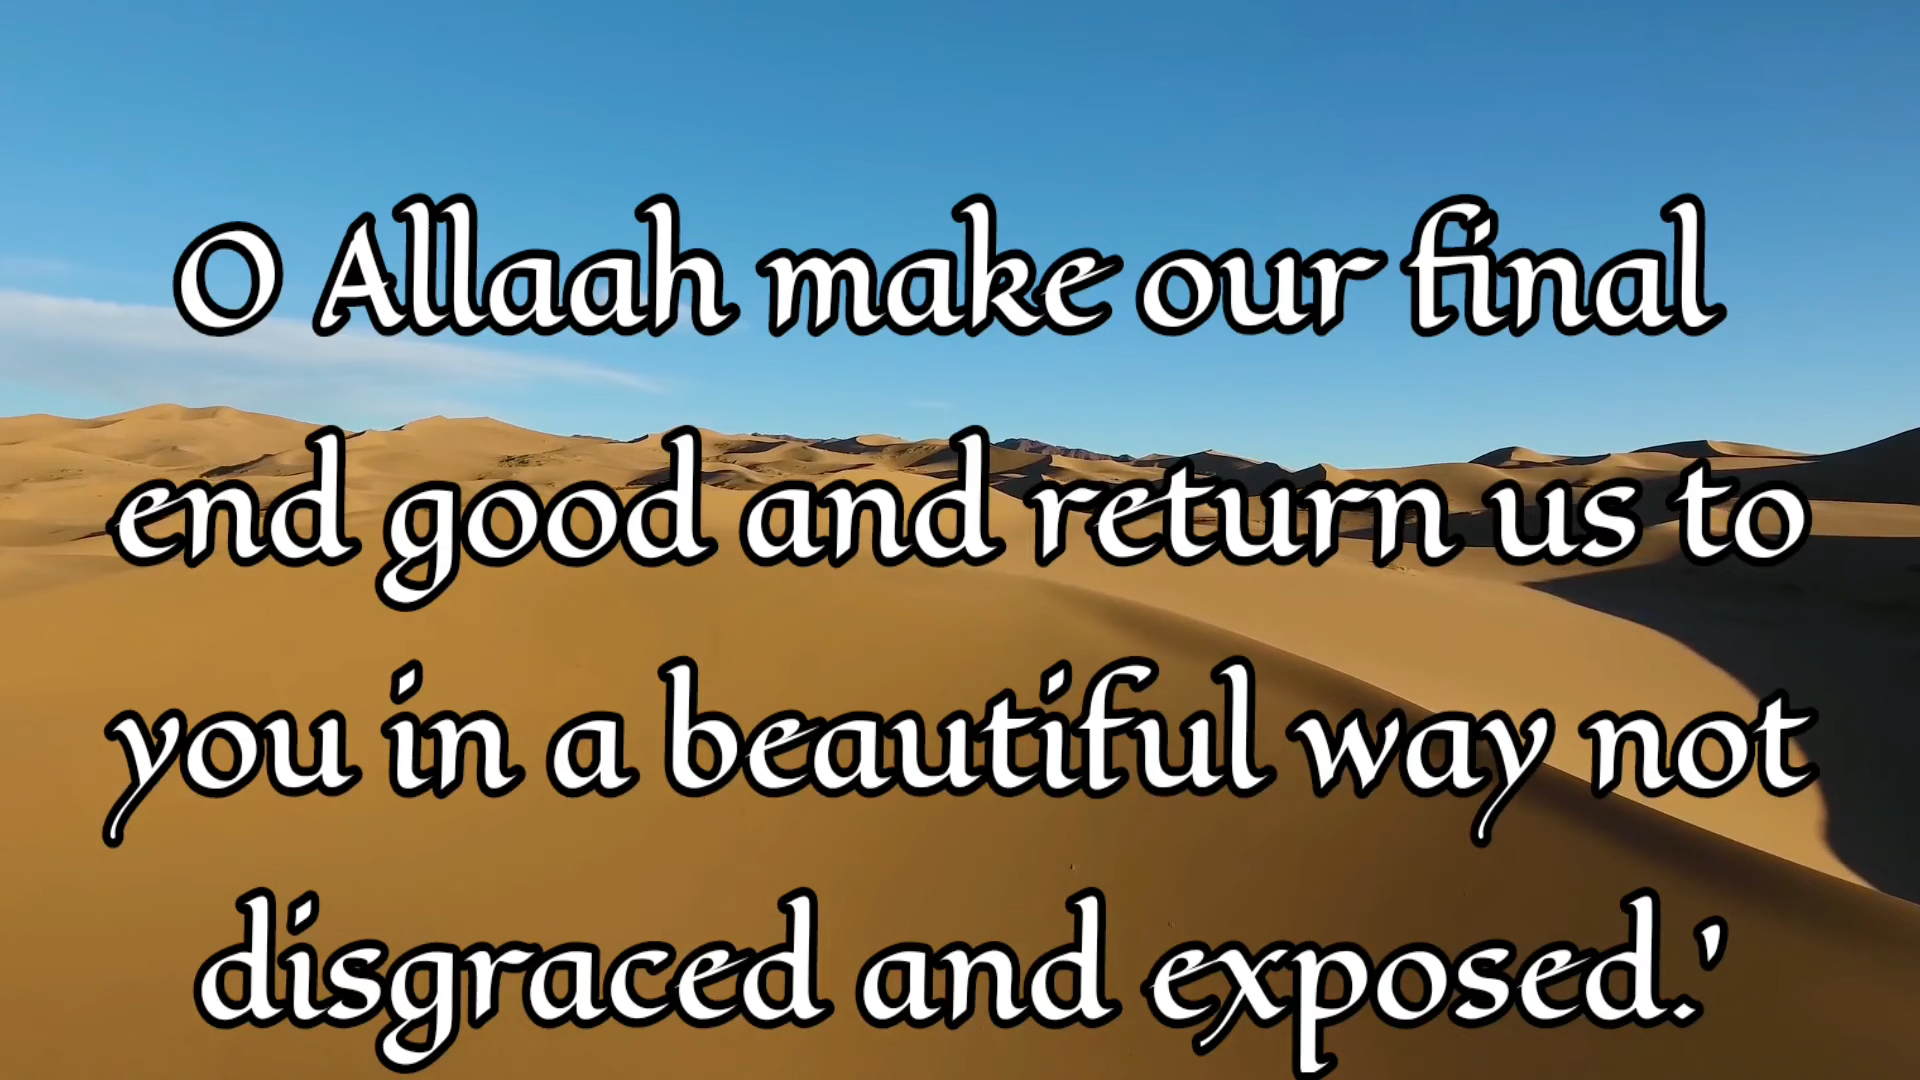 O Allaah make our final
end good and return us to
you in a beautiful way not
disgraced and exposed.'